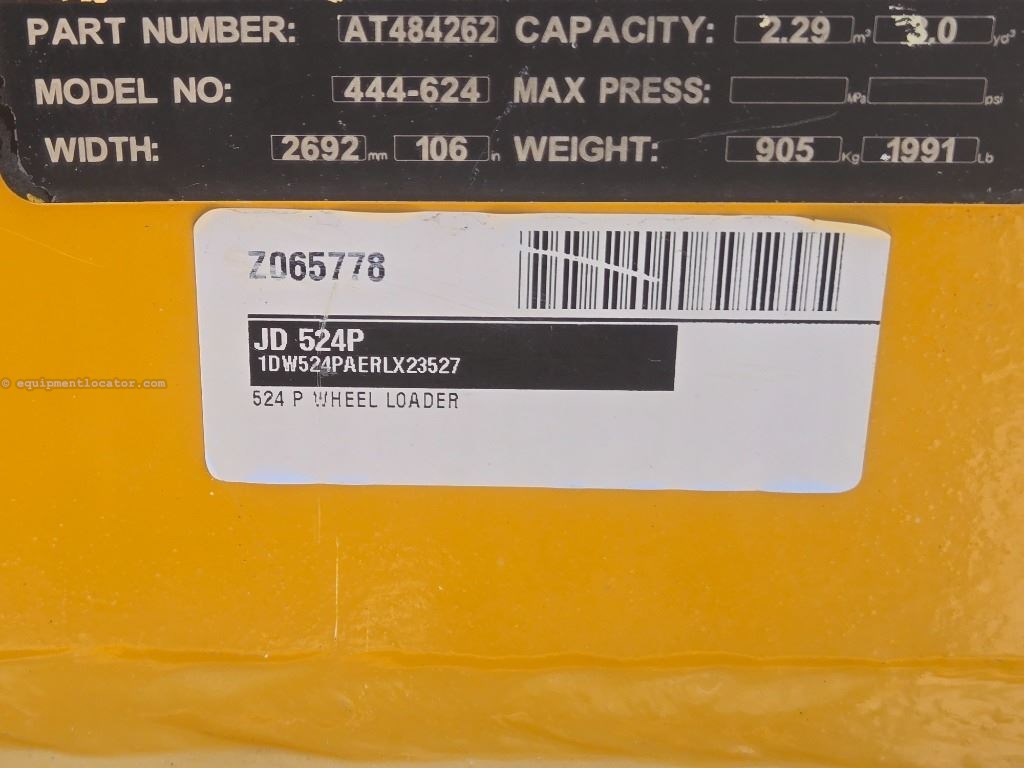 PART NUMBER: AT484262 CAPACITY: 2.29 m³ 3.0 yd³
MODEL NO: 444-624 MAX PRESS: MPa psi
WIDTH: 2692 mm 106 in WEIGHT: 905 Kg 1991 Lb
Z065778
JD 524P
1DW524PAERLX23527
524 P WHEEL LOADER
© equipmentlocator.com